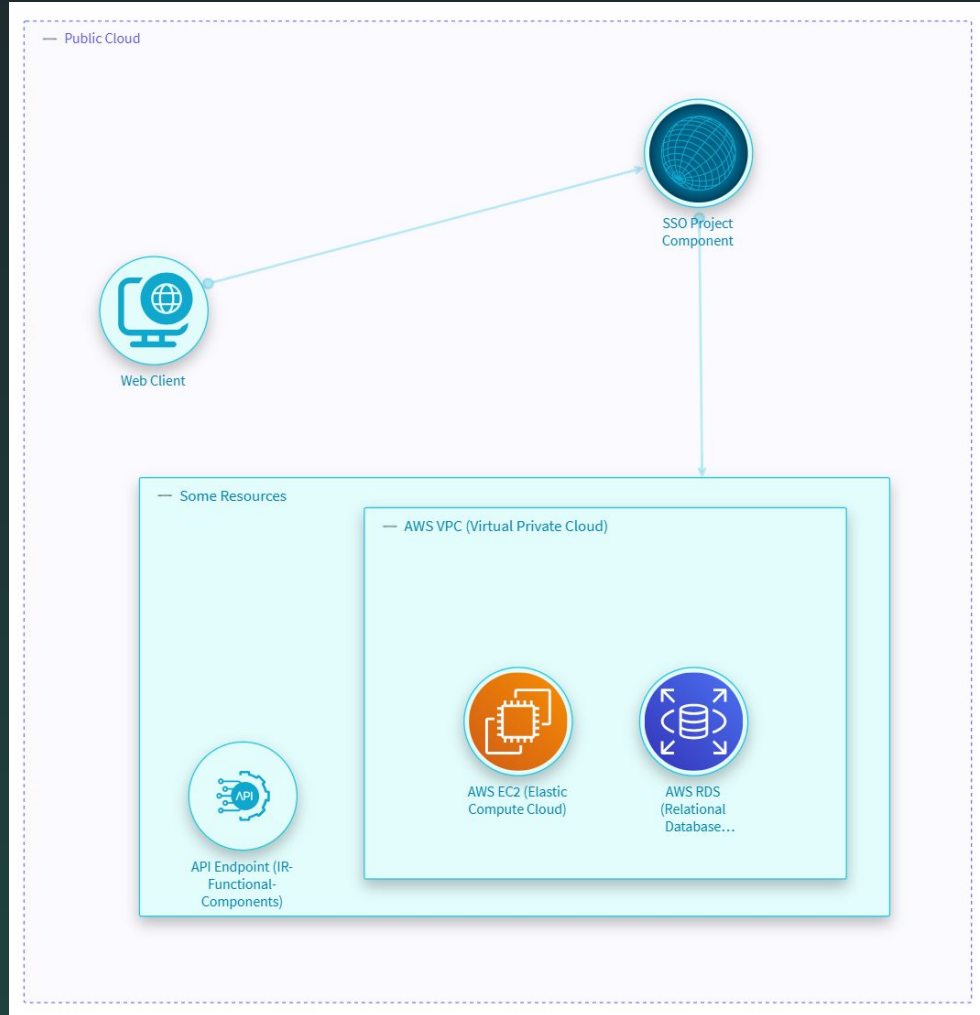 Public Cloud
SSO Project
Component
Web Client
Some Resources
AWS VPC (Virtual Private Cloud)
AWS EC2 (Elastic
Compute Cloud)
AWS RDS
(Relational
Database...
API
API Endpoint (IR-
Functional-
Components)